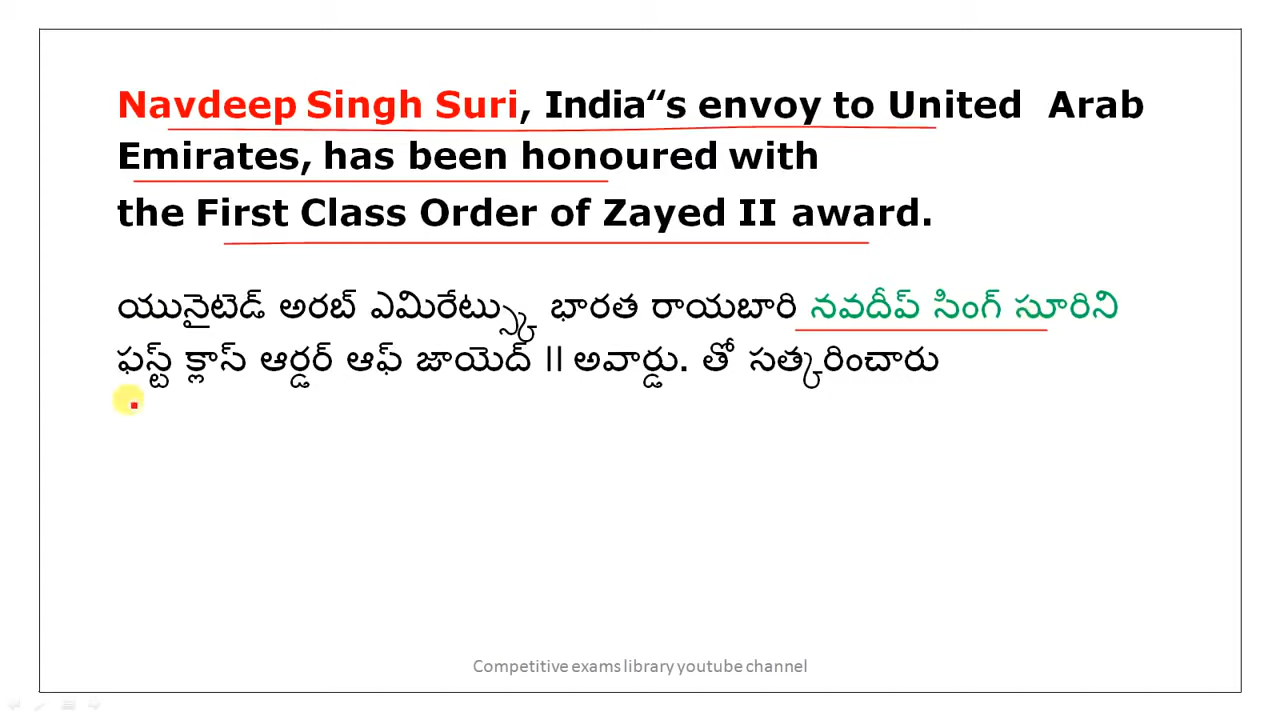 Navdeep Singh Suri, India“s envoy to United Arab
Emirates, has been honoured with
the First Class Order of Zayed II award.
యునైటెడ్ అరబ్ ఎమిరేట్స్కు భారత రాయబారి నవదీప్ సింగ్ సూరిని
ఫస్ట్ క్లాస్ ఆర్డర్ ఆఫ్ జాయెద్ II అవార్డు. తో సత్కరించారు
Competitive exams library youtube channel